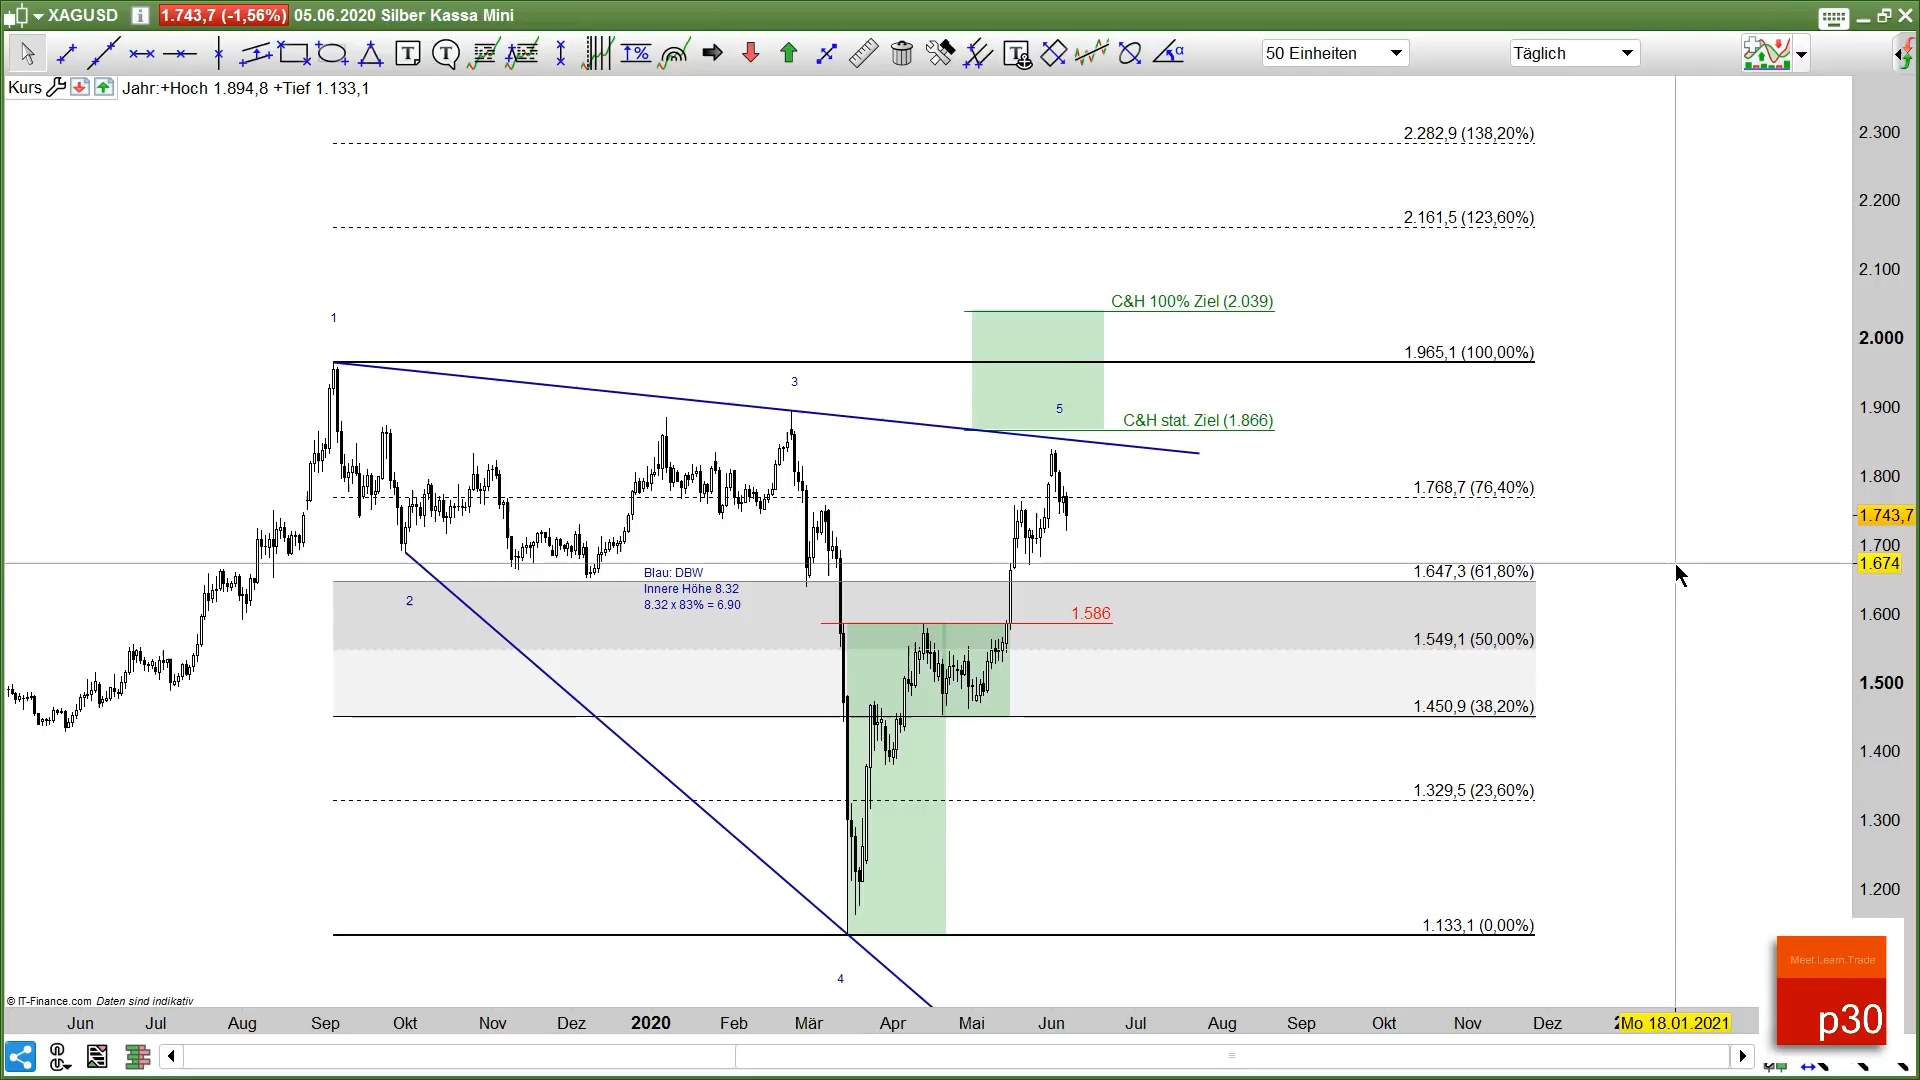 XAGUSD 1.743,7 (-1,56%) 05.06.2020 Silber Kassa Mini
50 Einheiten Täglich
Kurs Jahr:+Hoch 1.894,8 +Tief 1.133,1
2.282,9 (138,20%)
2.300
2.200
2.161,5 (123,60%)
2.100
C&H 100% Ziel (2.039)
1
2.000
1.965,1 (100,00%)
3
1.900
5
C&H stat. Ziel (1.866)
1.800
1.768,7 (76,40%)
1.743,7
1.700
1.674
1.647,3 (61,80%)
Blau: DBW
Innere Höhe 8.32
8.32 x 83% = 6.90
2
1.586
1.600
1.549,1 (50,00%)
1.500
1.450,9 (38,20%)
1.400
1.329,5 (23,60%)
1.300
1.200
1.133,1 (0,00%)
4
Meet.Learn.Trade
p30
© IT-Finance.com Daten sind indikativ
Jun Jul Aug Sep Okt Nov Dez 2020 Feb Mär Apr Mai Jun Jul Aug Sep Okt Nov Dez Mo 18.01.2021